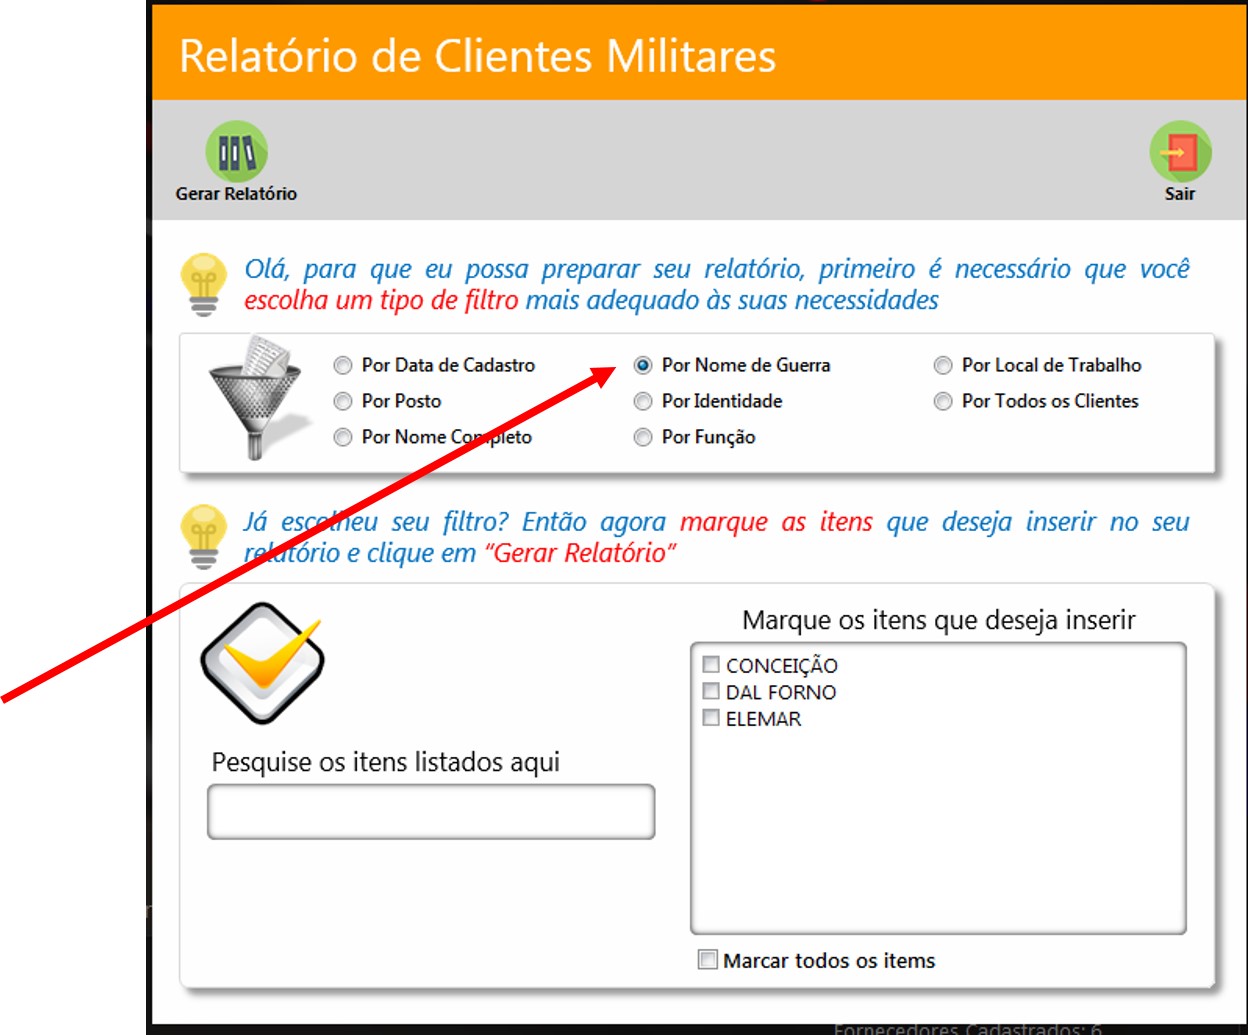 Relatório de Clientes Militares
Gerar Relatório
Sair
Olá, para que eu possa preparar seu relatório, primeiro é necessário que você
escolha um tipo de filtro mais adequado às suas necessidades
Por Data de Cadastro
Por Nome de Guerra
Por Local de Trabalho
Por Posto
Por Identidade
Por Todos os Clientes
Por Nome Completo
Por Função
Já escolheu seu filtro? Então agora marque as itens que deseja inserir no seu
relatório e clique em “Gerar Relatório”
Marque os itens que deseja inserir
CONCEIÇÃO
DAL FORNO
ELEMAR
Pesquise os itens listados aqui
Marcar todos os items
Fornecedores Cadastrados: 6